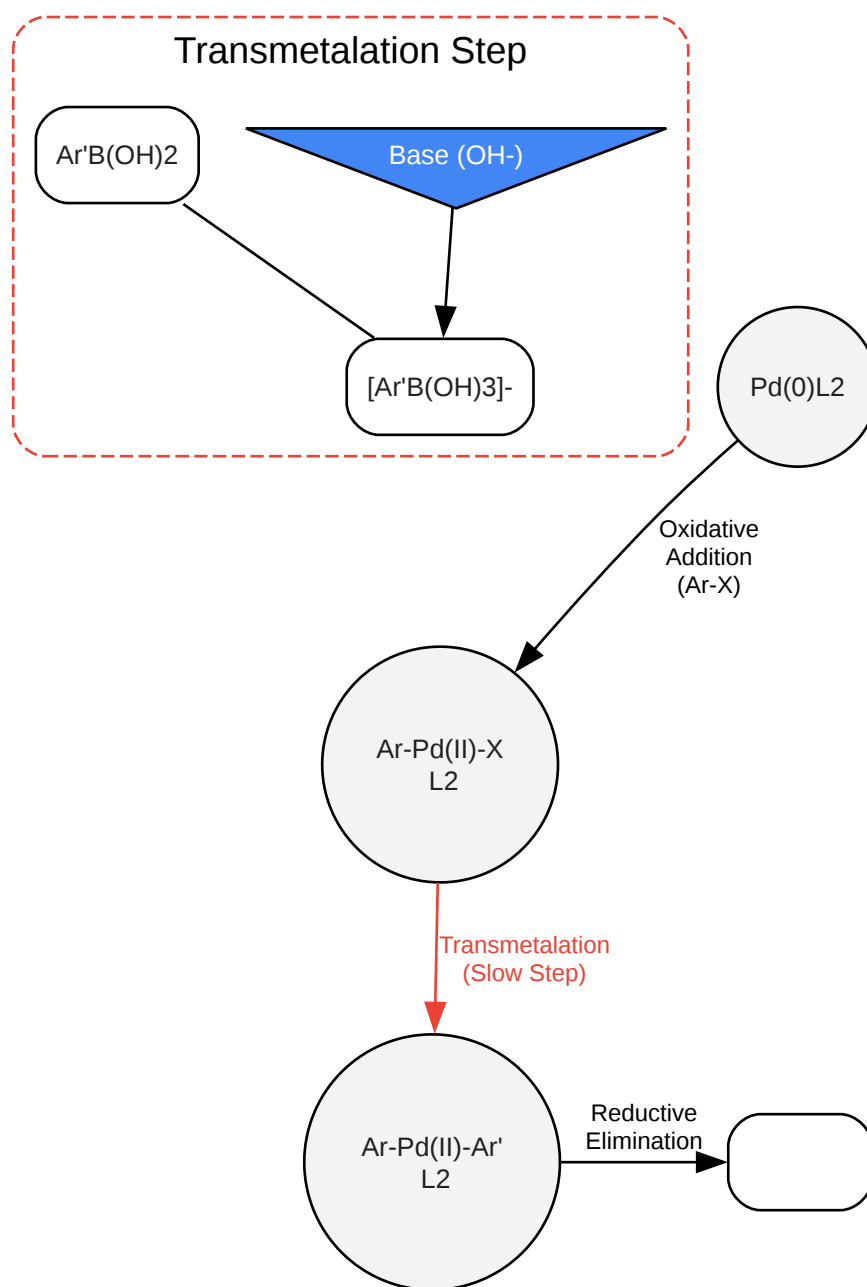 Transmetalation Step
Ar'B(OH)2
Base (OH-)
[Ar'B(OH)3]-
Pd(0)L2
Oxidative
Addition
(Ar-X)
Ar-Pd(II)-X
L2
Transmetalation
(Slow Step)
Ar-Pd(II)-Ar'
L2
Reductive
Elimination